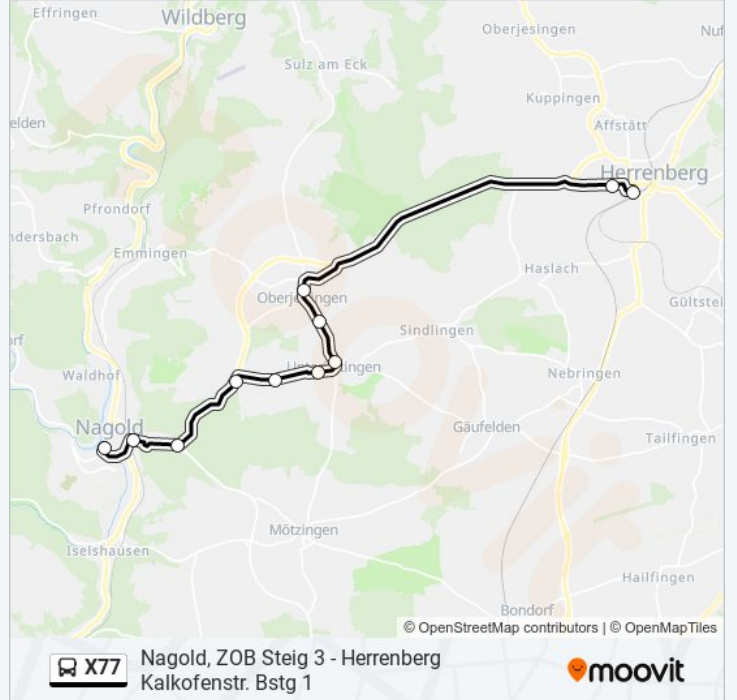 Effringen
Wildberg
Oberjesingen
Nuf
Sulz am Eck
Kuppingen
elden
Affstätt
Herrenberg
Pfrondorf
ndersbach
Emmingen
Haslach
Oberjettingen
Gültstei
Sindlingen
orf
Waldhof
Nebringen
Nagold
Gäufelden
Tailfingen
Mötzingen
Iselshausen
Hailfingen
Bondorf
© OpenStreetMap contributors | © OpenMapTiles
X77
Nagold, ZOB Steig 3 - Herrenberg
Kalkofenstr. Bstg 1
moovit